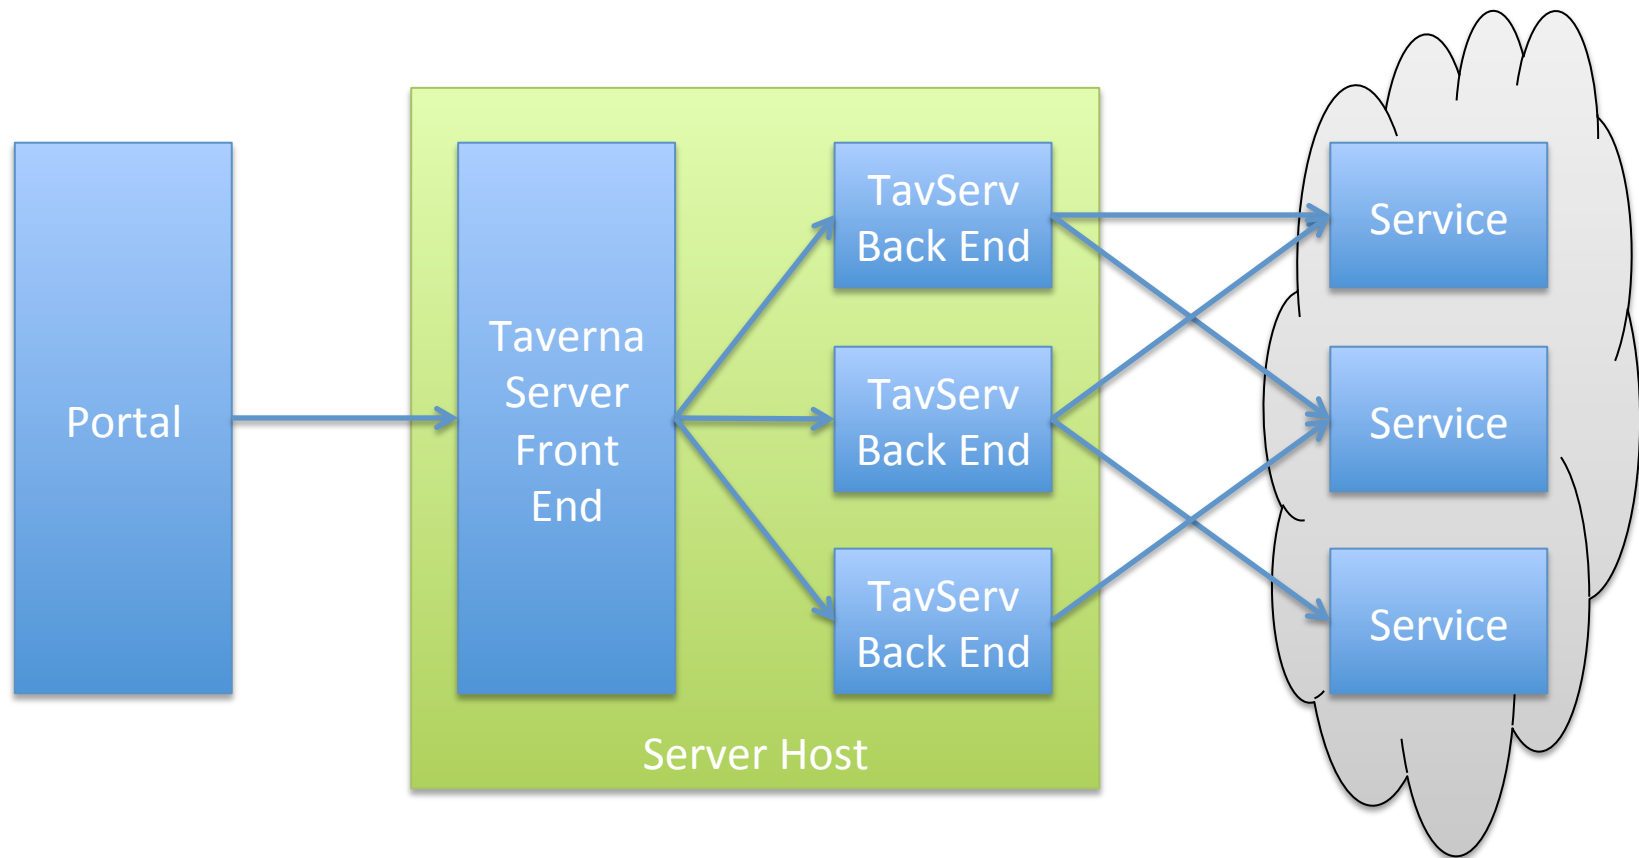 Portal
Taverna
Server
Front
End
TavServ
Back End
TavServ
Back End
TavServ
Back End
Server Host
Service
Service
Service